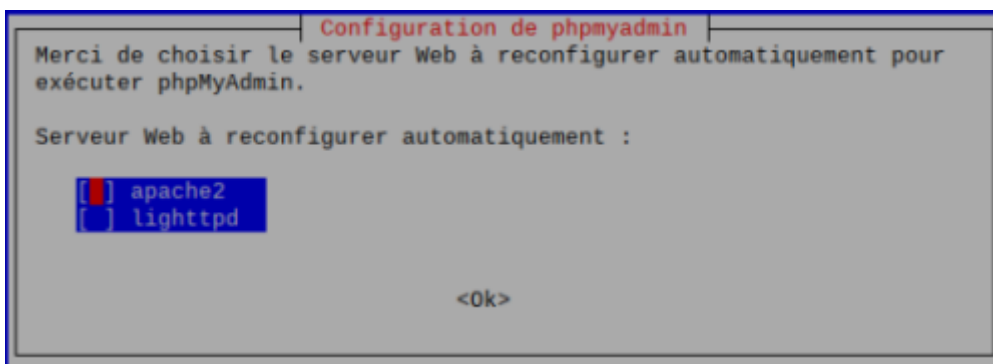 Configuration de phpmyadmin
Merci de choisir le serveur Web à reconfigurer automatiquement pour
exécuter phpMyAdmin.
Serveur Web à reconfigurer automatiquement :
[ ] apache2
[ ] lighttpd
<Ok>